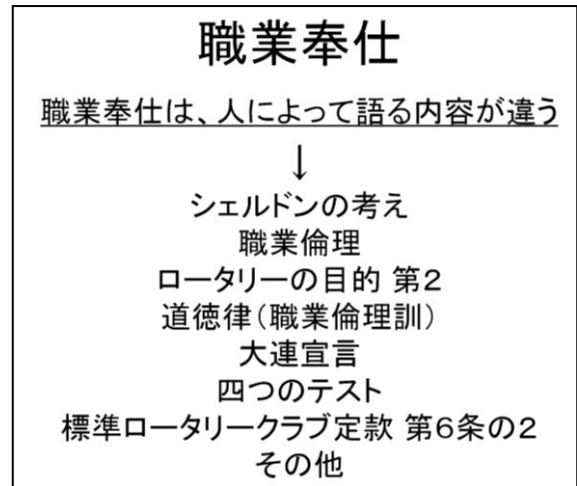 職業奉仕
職業奉仕は、人によって語る内容が違う
↓
シェルドンの考え
職業倫理
ロータリーの目的 第2
道徳律（職業倫理訓）
大連宣言
四つのテスト
標準ロータリークラブ定款 第6条の2
その他